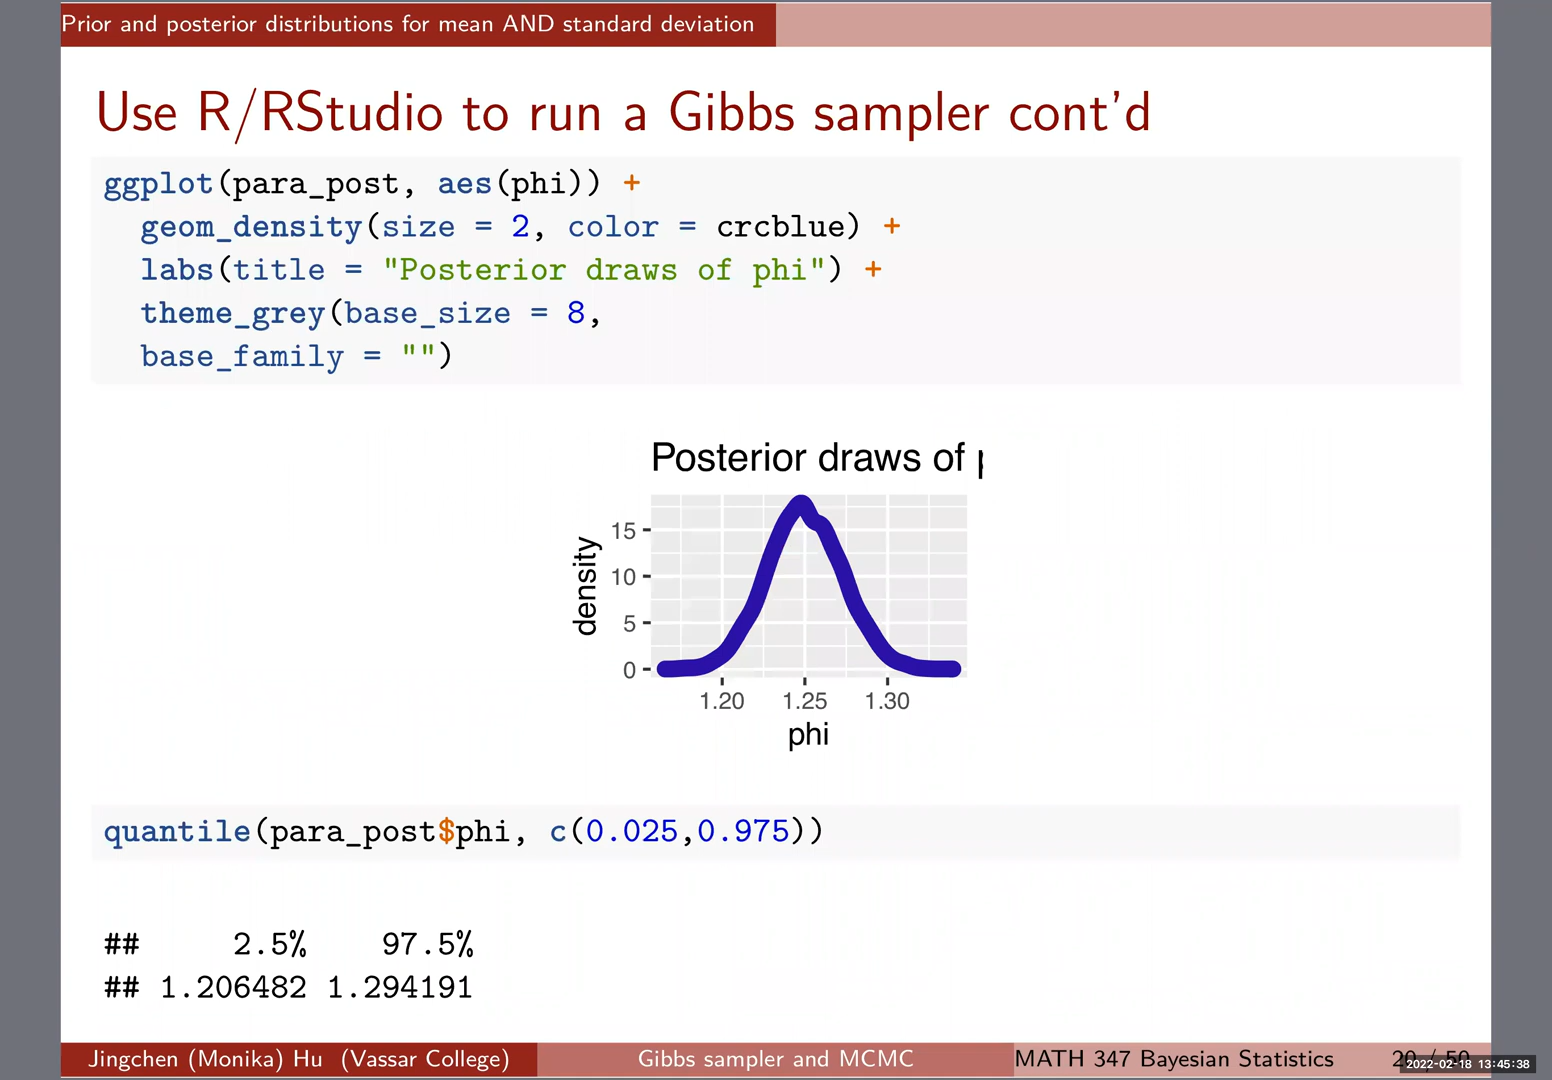 Prior and posterior distributions for mean AND standard deviation
Use R/RStudio to run a Gibbs sampler cont'd
ggplot(para_post, aes(phi)) +
  geom_density(size = 2, color = crcblue) +
  labs(title = "Posterior draws of phi") +
  theme_grey(base_size = 8,
  base_family = "")
Posterior draws of
15
10
5
0
density
1.20 1.25 1.30
phi
quantile(para_post$phi, c(0.025,0.975))
##     2.5%    97.5%
## 1.206482 1.294191
Jingchen (Monika) Hu (Vassar College) Gibbs sampler and MCMC MATH 347 Bayesian Statistics
2022-02-18 13:45:38